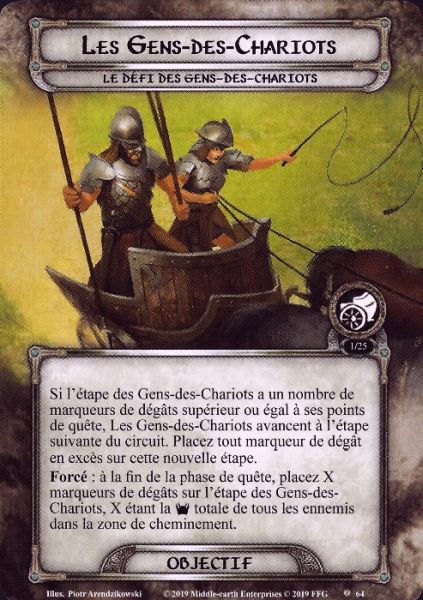 Les Gens-des-Chariots
Le Défi des Gens-des-Chariots
1/25
Si l'étape des Gens-des-Chariots a un nombre de
marqueurs de dégâts supérieur ou égal à ses points
de quête, Les Gens-des-Chariots avancent à l'étape
suivante du circuit. Placez tout marqueur de dégât
en excès sur cette nouvelle étape.
Forcé : à la fin de la phase de quête, placez X
marqueurs de dégâts sur l'étape des Gens-des-
Chariots, X étant la totale de tous les ennemis
dans la zone de cheminement.
OBJECTIF
Illus. Piotr Arendzikowski ©2019 Middle-earth Enterprises ©2019 FFG 64